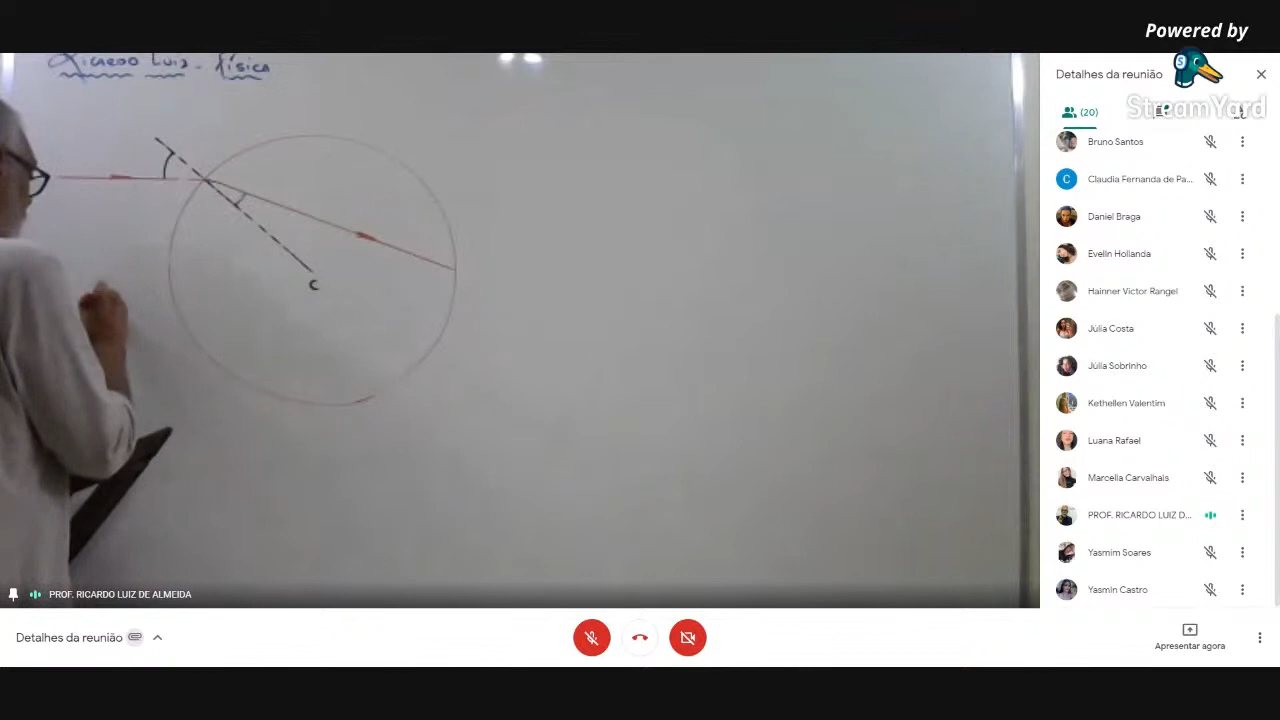 Powered by
StreamYard
Ricardo Luiz - Física
C
Detalhes da reunião
(20)
Bruno Santos
C Claudia Fernanda de Pa...
Daniel Braga
Evelin Hollanda
Hainner Victor Rangel
Júlia Costa
Júlia Sobrinho
Kethellen Valentim
Luana Rafael
Marcella Carvalhais
PROF. RICARDO LUIZ D...
Yasmim Soares
Yasmin Castro
PROF. RICARDO LUIZ DE ALMEIDA
Detalhes da reunião
Apresentar agora